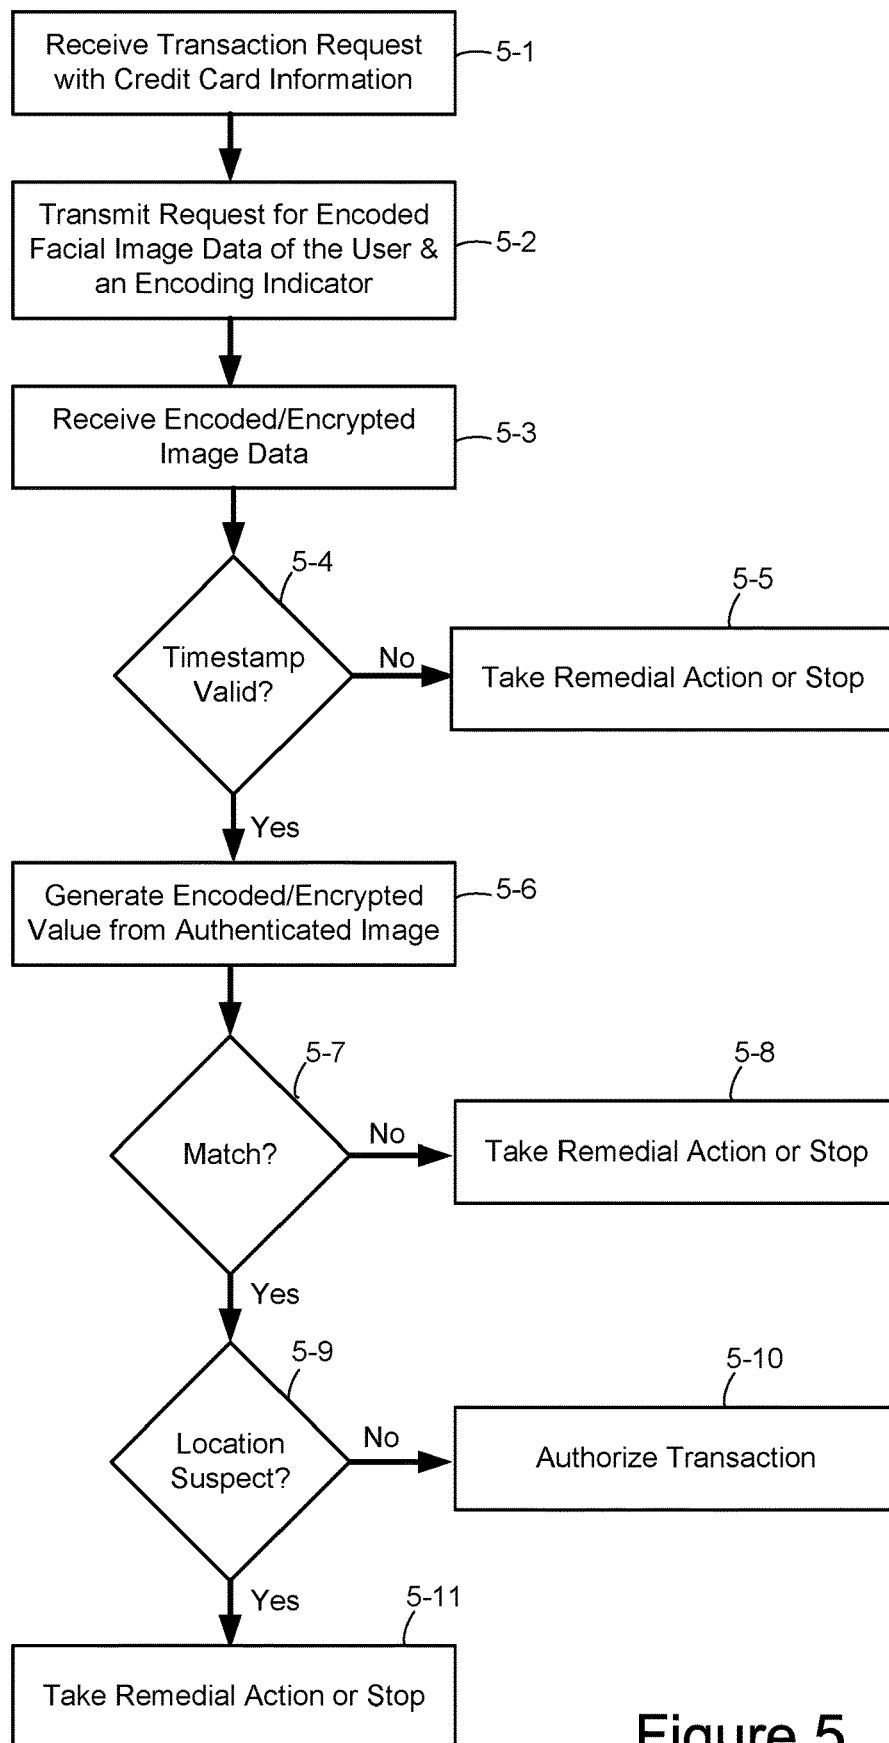 Receive Transaction Request
with Credit Card Information
5-1
Transmit Request for Encoded
Facial Image Data of the User &
an Encoding Indicator
5-2
Receive Encoded/Encrypted
Image Data
5-3
5-4
Timestamp
Valid?
No
5-5
Take Remedial Action or Stop
Yes
Generate Encoded/Encrypted
Value from Authenticated Image
5-6
5-7
Match?
No
5-8
Take Remedial Action or Stop
Yes
5-9
Location
Suspect?
No
5-10
Authorize Transaction
Yes
5-11
Take Remedial Action or Stop
Figure 5